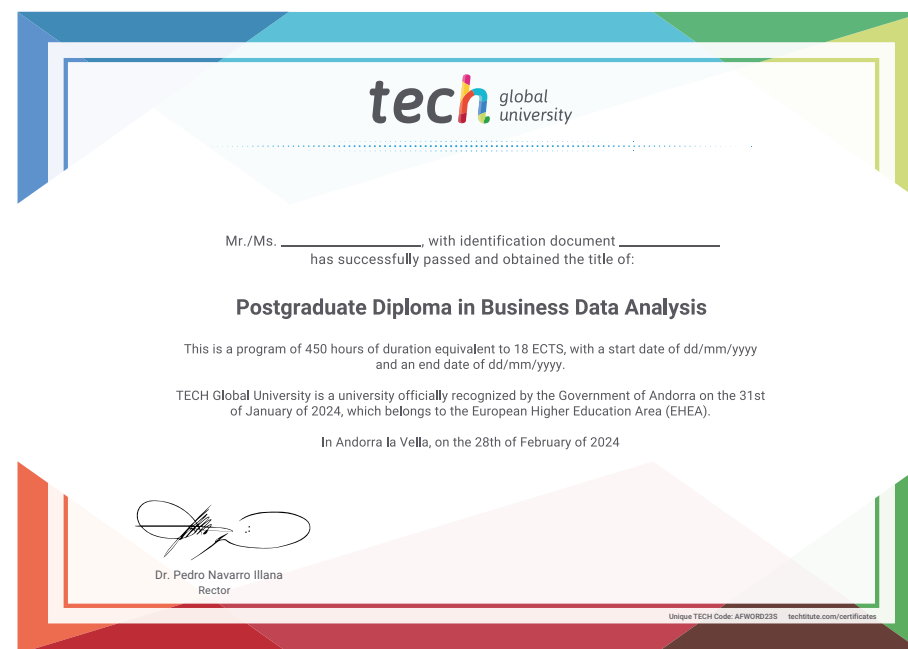 tech global
university
Mr./Ms. ____________, with identification document ____________
has successfully passed and obtained the title of:
Postgraduate Diploma in Business Data Analysis
This is a program of 450 hours of duration equivalent to 18 ECTS, with a start date of dd/mm/yyyy
and an end date of dd/mm/yyyy.
TECH Global University is a university officially recognized by the Government of Andorra on the 31st
of January of 2024, which belongs to the European Higher Education Area (EHEA).
In Andorra la Vella, on the 28th of February of 2024
Dr. Pedro Navarro Illana
Rector
Unique TECH Code: AFWORD23S techtitute.com/certificates